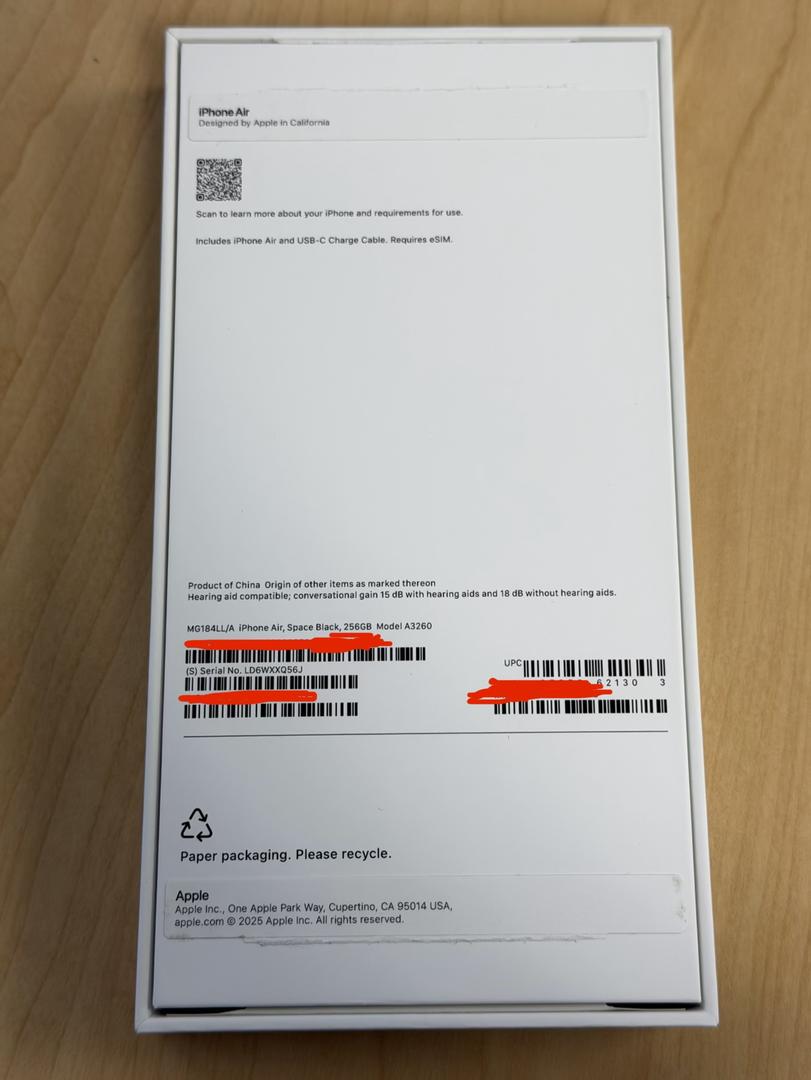 iPhone Air
Designed by Apple in California
Scan to learn more about your iPhone and requirements for use.
Includes iPhone Air and USB-C Charge Cable. Requires eSIM.
Product of China Origin of other items as marked thereon
Hearing aid compatible; conversational gain 15 dB with hearing aids and 18 dB without hearing aids.
MG184LL/A iPhone Air, Space Black, 256GB Model A3260
(S) Serial No. LD6WXXQ56J
UPC
62130 3
Paper packaging. Please recycle.
Apple
Apple Inc., One Apple Park Way, Cupertino, CA 95014 USA,
apple.com © 2025 Apple Inc. All rights reserved.